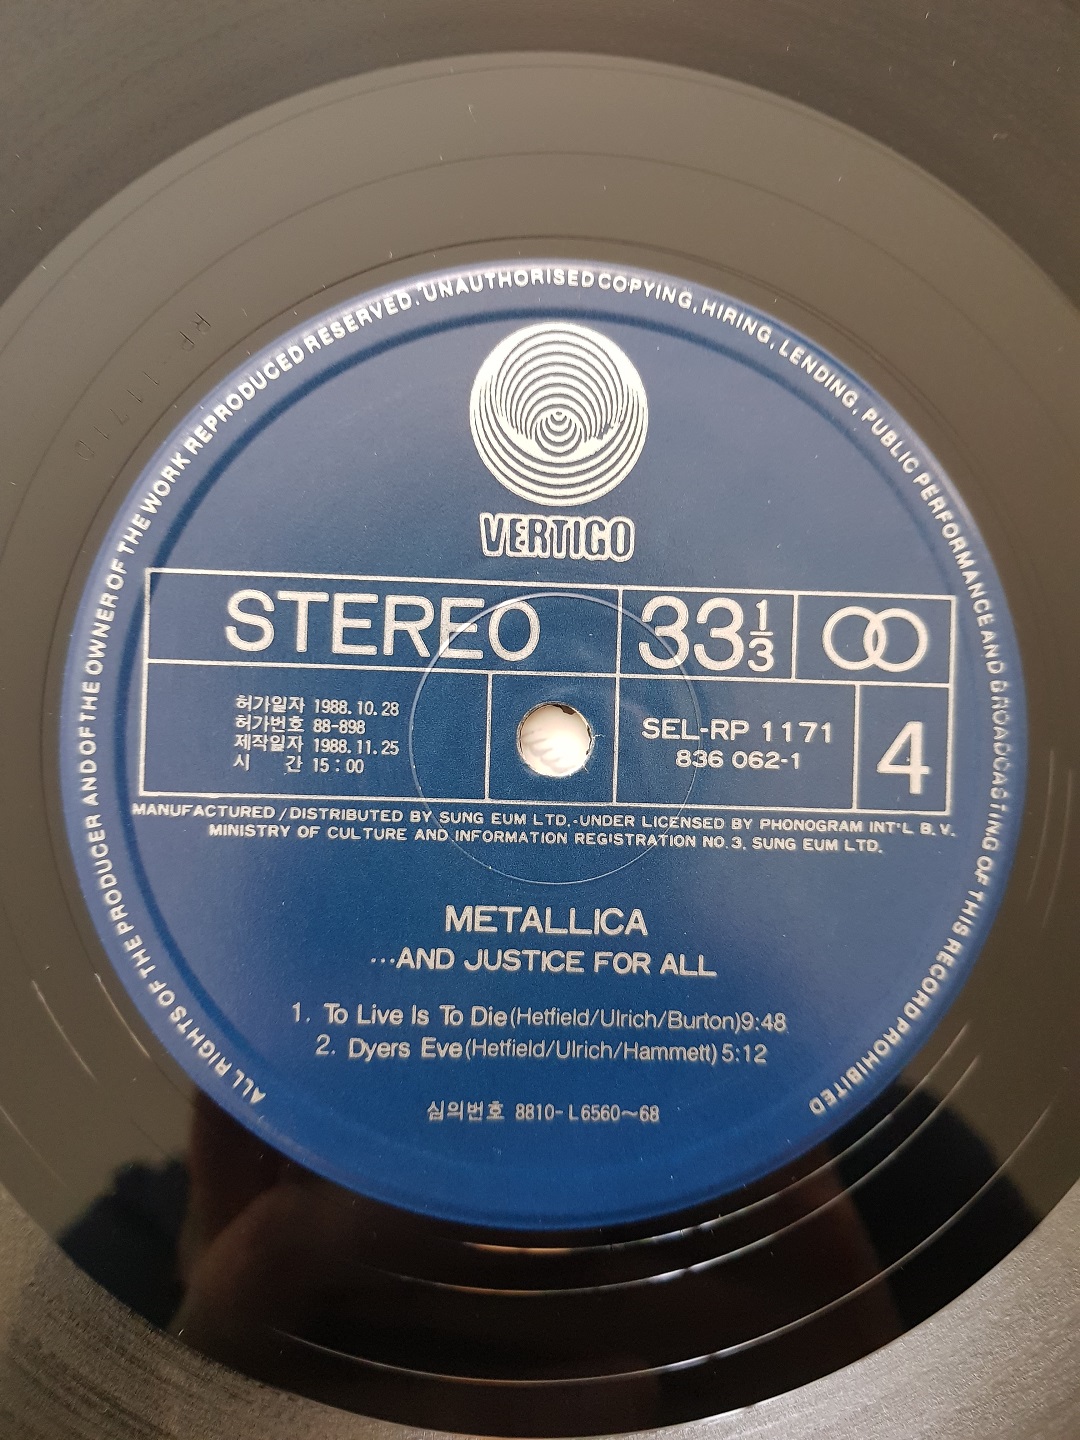 ALL RIGHTS OF THE PRODUCER AND OF THE OWNER OF THE WORK REPRODUCED RESERVED. UNAUTHORISED COPYING, HIRING, LENDING, PUBLIC PERFORMANCE AND BROADCASTING OF THIS RECORD PROHIBITED
VERTIGO
STEREO
33 1/3
허가일자 1988.10.28
허가번호 88-898
제작일자 1988.11.25
시 간 15:00
SEL-RP 1171
836 062-1
4
MANUFACTURED/DISTRIBUTED BY SUNG EUM LTD.-UNDER LICENSED BY PHONOGRAM INT'L B.V.
MINISTRY OF CULTURE AND INFORMATION REGISTRATION NO.3. SUNG EUM LTD.
METALLICA
...AND JUSTICE FOR ALL
1. To Live Is To Die(Hetfield/Ulrich/Burton)9:48
2. Dyers Eve(Hetfield/Ulrich/Hammett)5:12
심의번호 8810-L6560~68